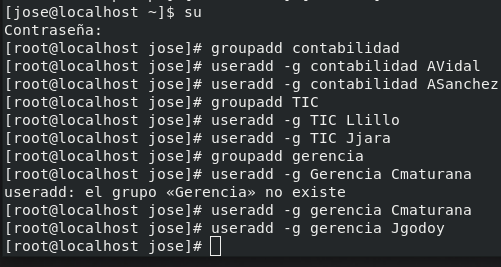 [jose@localhost ~]$ su
Contraseña:
[root@localhost jose]# groupadd contabilidad
[root@localhost jose]# useradd -g contabilidad AVidal
[root@localhost jose]# useradd -g contabilidad ASanchez
[root@localhost jose]# groupadd TIC
[root@localhost jose]# useradd -g TIC Llillo
[root@localhost jose]# useradd -g TIC Jjara
[root@localhost jose]# groupadd gerencia
[root@localhost jose]# useradd -g Gerencia Cmaturana
useradd: el grupo «Gerencia» no existe
[root@localhost jose]# useradd -g gerencia Cmaturana
[root@localhost jose]# useradd -g gerencia Jgodoy
[root@localhost jose]#